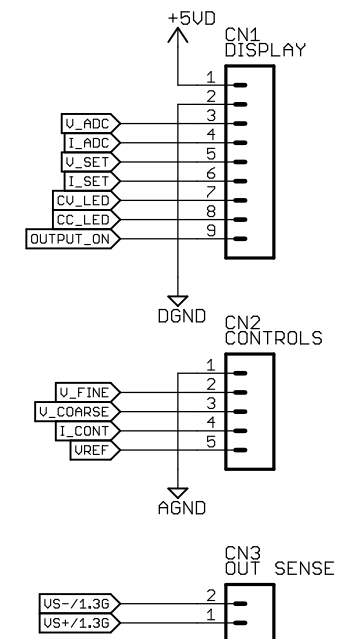 +5VD
CN1
DISPLAY
1
2
V_ADC 3
I_ADC 4
V_SET 5
I_SET 6
CV_LED 7
CC_LED 8
OUTPUT_ON 9
DGND
CN2
CONTROLS
1
V_FINE 2
V_COARSE 3
I_CONT 4
VREF 5
AGND
CN3
OUT SENSE
VS-/1.3G 2
VS+/1.3G 1